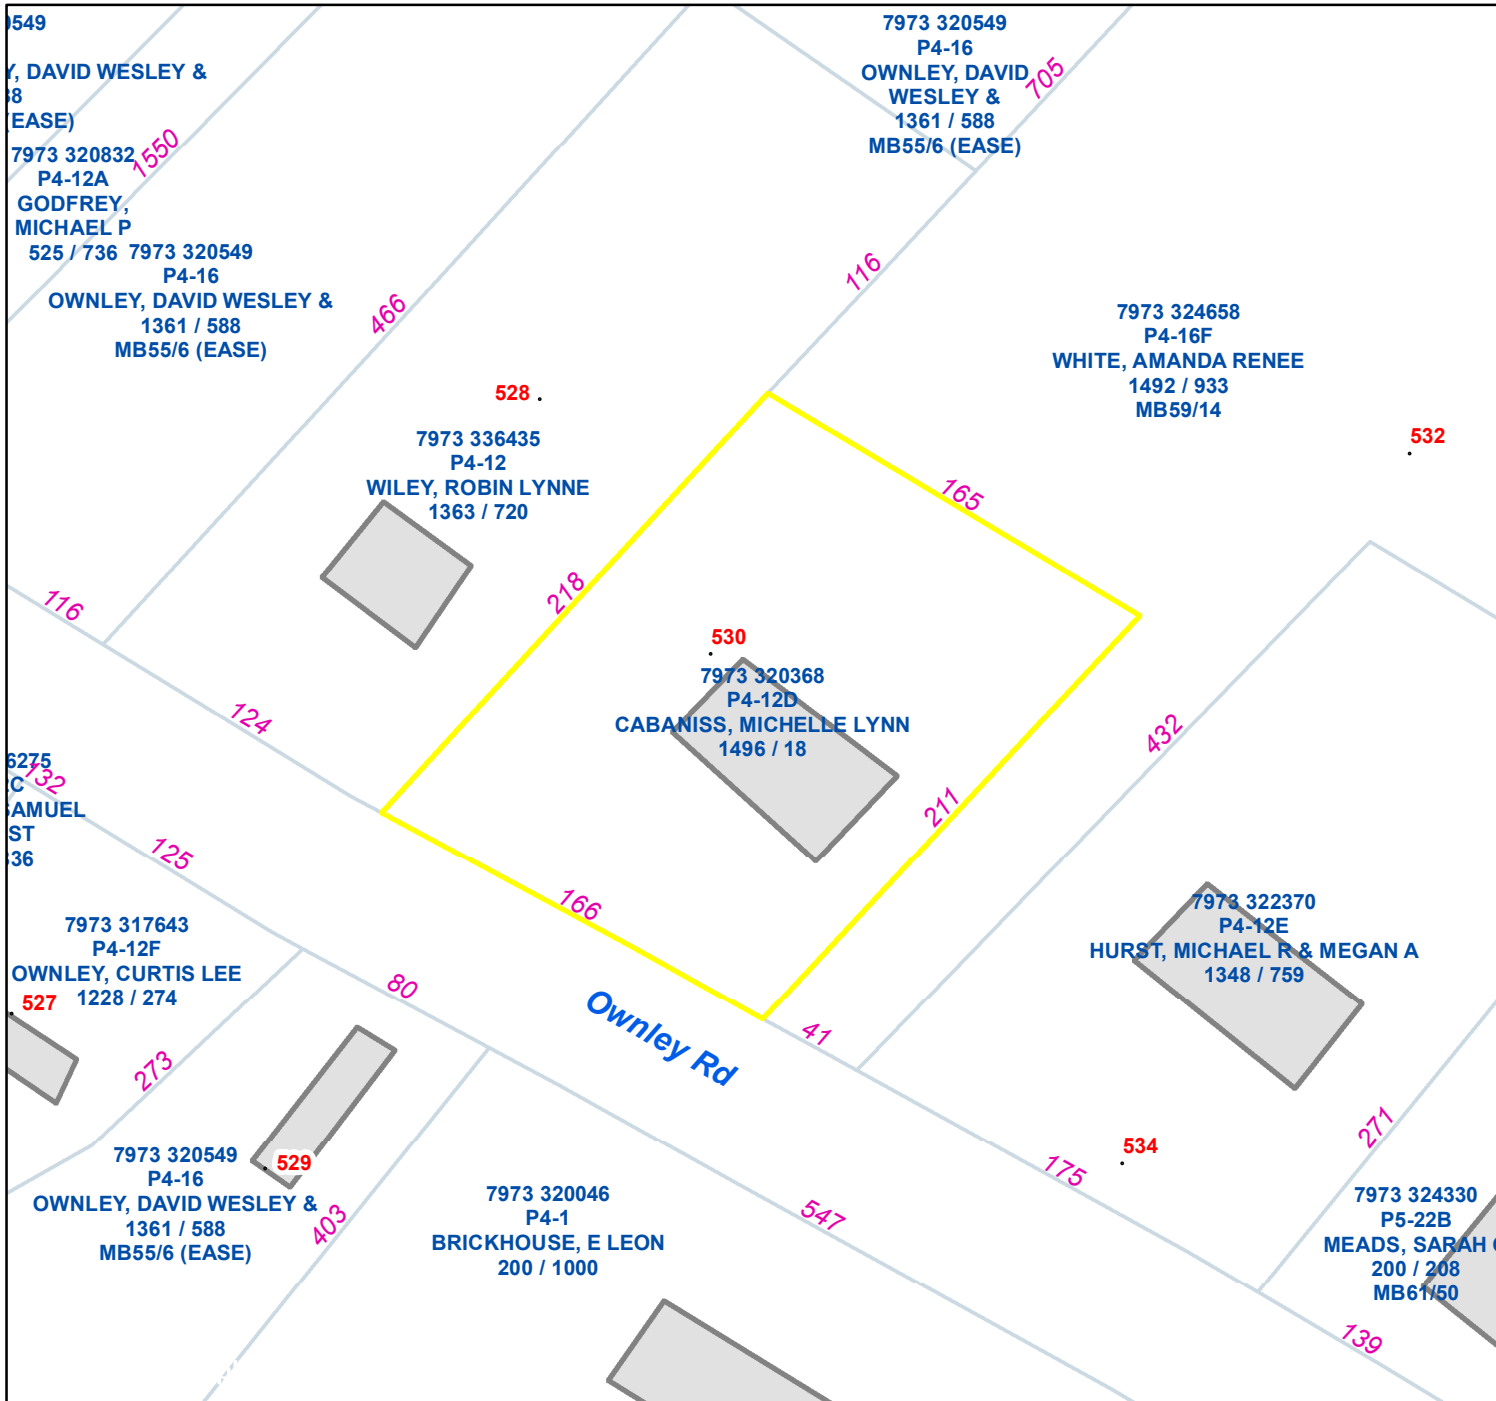 0549
Y, DAVID WESLEY &
(EASE)
1550
7973 320832
P4-12A
GODFREY,
MICHAEL P
525 / 736
7973 320549
P4-16
OWNLEY, DAVID WESLEY &
1361 / 588
MB55/6 (EASE)
466
7973 320549
P4-16
OWNLEY, DAVID
WESLEY &
1361 / 588
MB55/6 (EASE)
705
116
7973 324658
P4-16F
WHITE, AMANDA RENEE
1492 / 933
MB59/14
532
528
7973 336435
P4-12
WILEY, ROBIN LYNNE
1363 / 720
165
218
116
124
530
7973 320368
P4-12D
CABANISS, MICHELLE LYNN
1496 / 18
432
211
166
6275
132
SAMUEL
ST
125
7973 317643
P4-12F
OWNLEY, CURTIS LEE
1228 / 274
527
80
273
Ownley Rd
41
7973 322370
P4-12E
HURST, MICHAEL R & MEGAN A
1348 / 759
271
534
175
7973 320549
P4-16
OWNLEY, DAVID WESLEY &
1361 / 588
MB55/6 (EASE)
529
403
7973 320046
P4-1
BRICKHOUSE, E LEON
200 / 1000
547
7973 324330
P5-22B
MEADS, SARAH
200 / 208
MB61/50
139